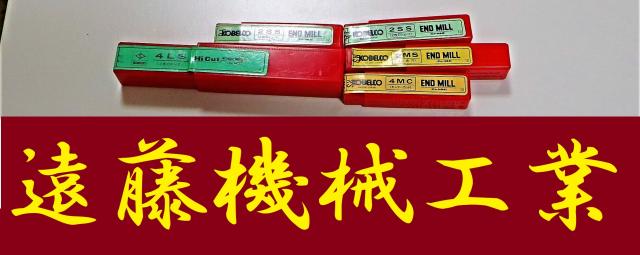 KOBELCO 2SS END MILL
KOBELCO 2SS END MILL
4LS Hi Cut
KOBELCO MS END MILL
KOBELCO 4MC END MILL
遠藤機械工業